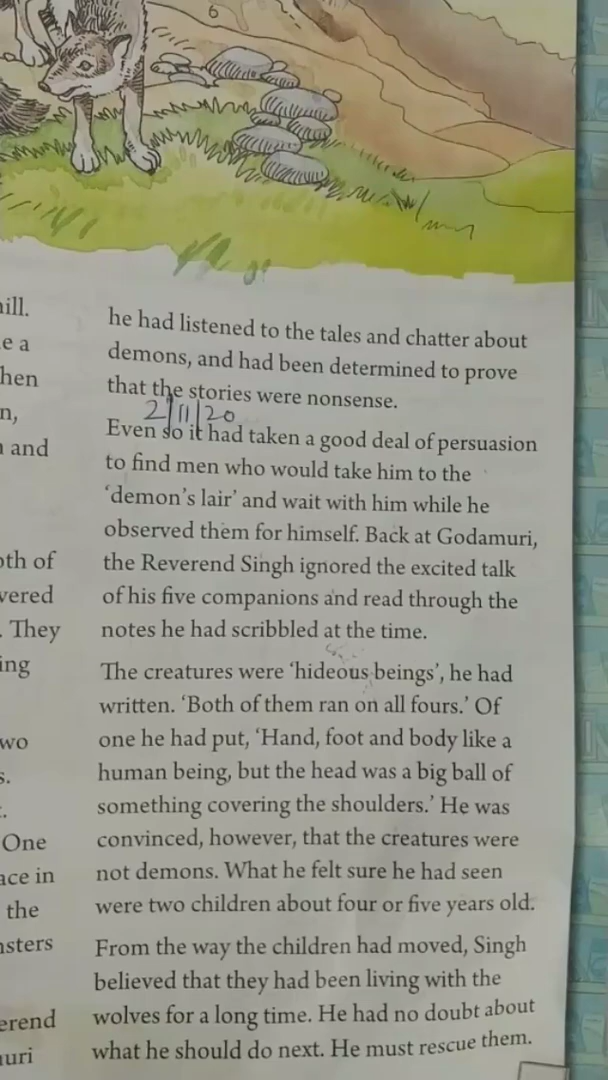 ill.
e a
hen
n,
and
oth of
vered
. They
ing
wo
s.
One
ace in
the
nsters
erend
uri
he had listened to the tales and chatter about
demons, and had been determined to prove
that the stories were nonsense.
2/11/20
Even so it had taken a good deal of persuasion
to find men who would take him to the
‘demon’s lair’ and wait with him while he
observed them for himself. Back at Godamuri,
the Reverend Singh ignored the excited talk
of his five companions and read through the
notes he had scribbled at the time.
The creatures were ‘hideous beings’, he had
written. ‘Both of them ran on all fours.’ Of
one he had put, ‘Hand, foot and body like a
human being, but the head was a big ball of
something covering the shoulders.’ He was
convinced, however, that the creatures were
not demons. What he felt sure he had seen
were two children about four or five years old.
From the way the children had moved, Singh
believed that they had been living with the
wolves for a long time. He had no doubt about
what he should do next. He must rescue them.